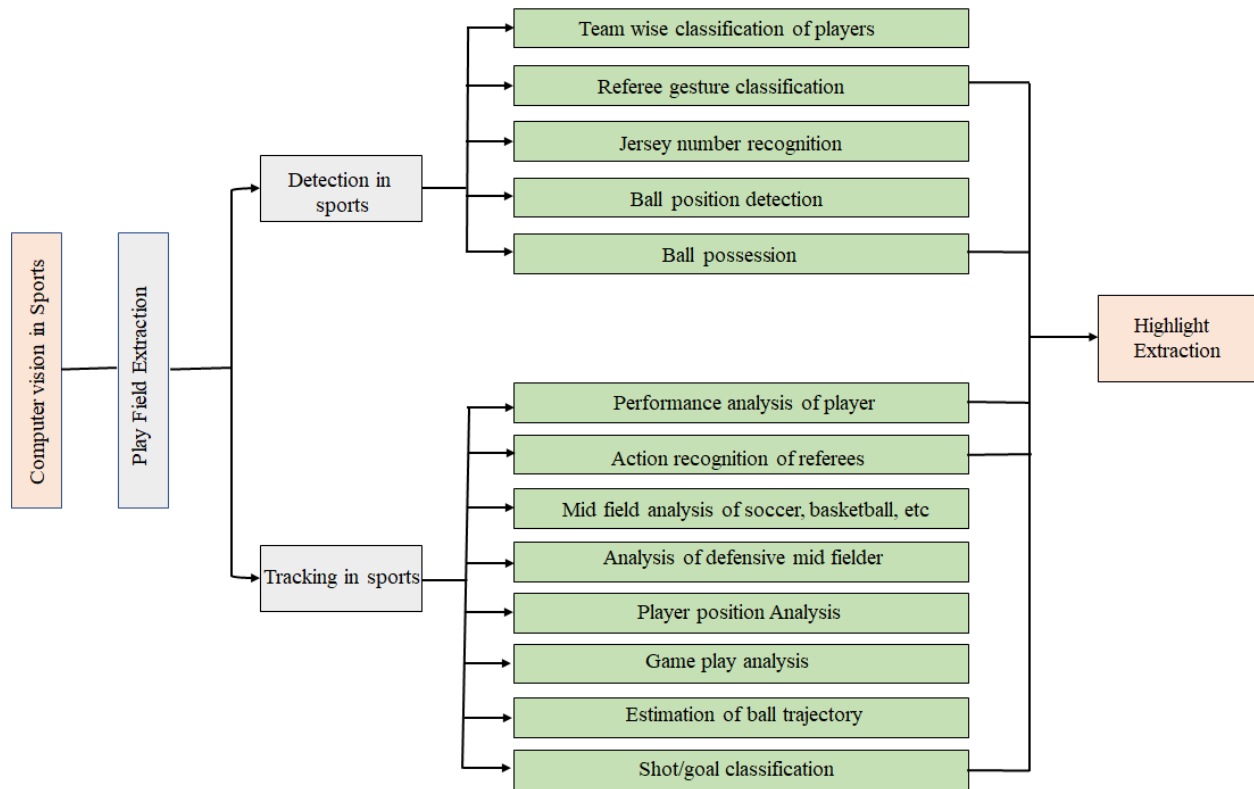 Computer vision in Sports
Play Field Extraction
Detection in
sports
Team wise classification of players
Referee gesture classification
Jersey number recognition
Ball position detection
Ball possession
Tracking in sports
Performance analysis of player
Action recognition of referees
Mid field analysis of soccer, basketball, etc
Analysis of defensive mid fielder
Player position Analysis
Game play analysis
Estimation of ball trajectory
Shot/goal classification
Highlight
Extraction